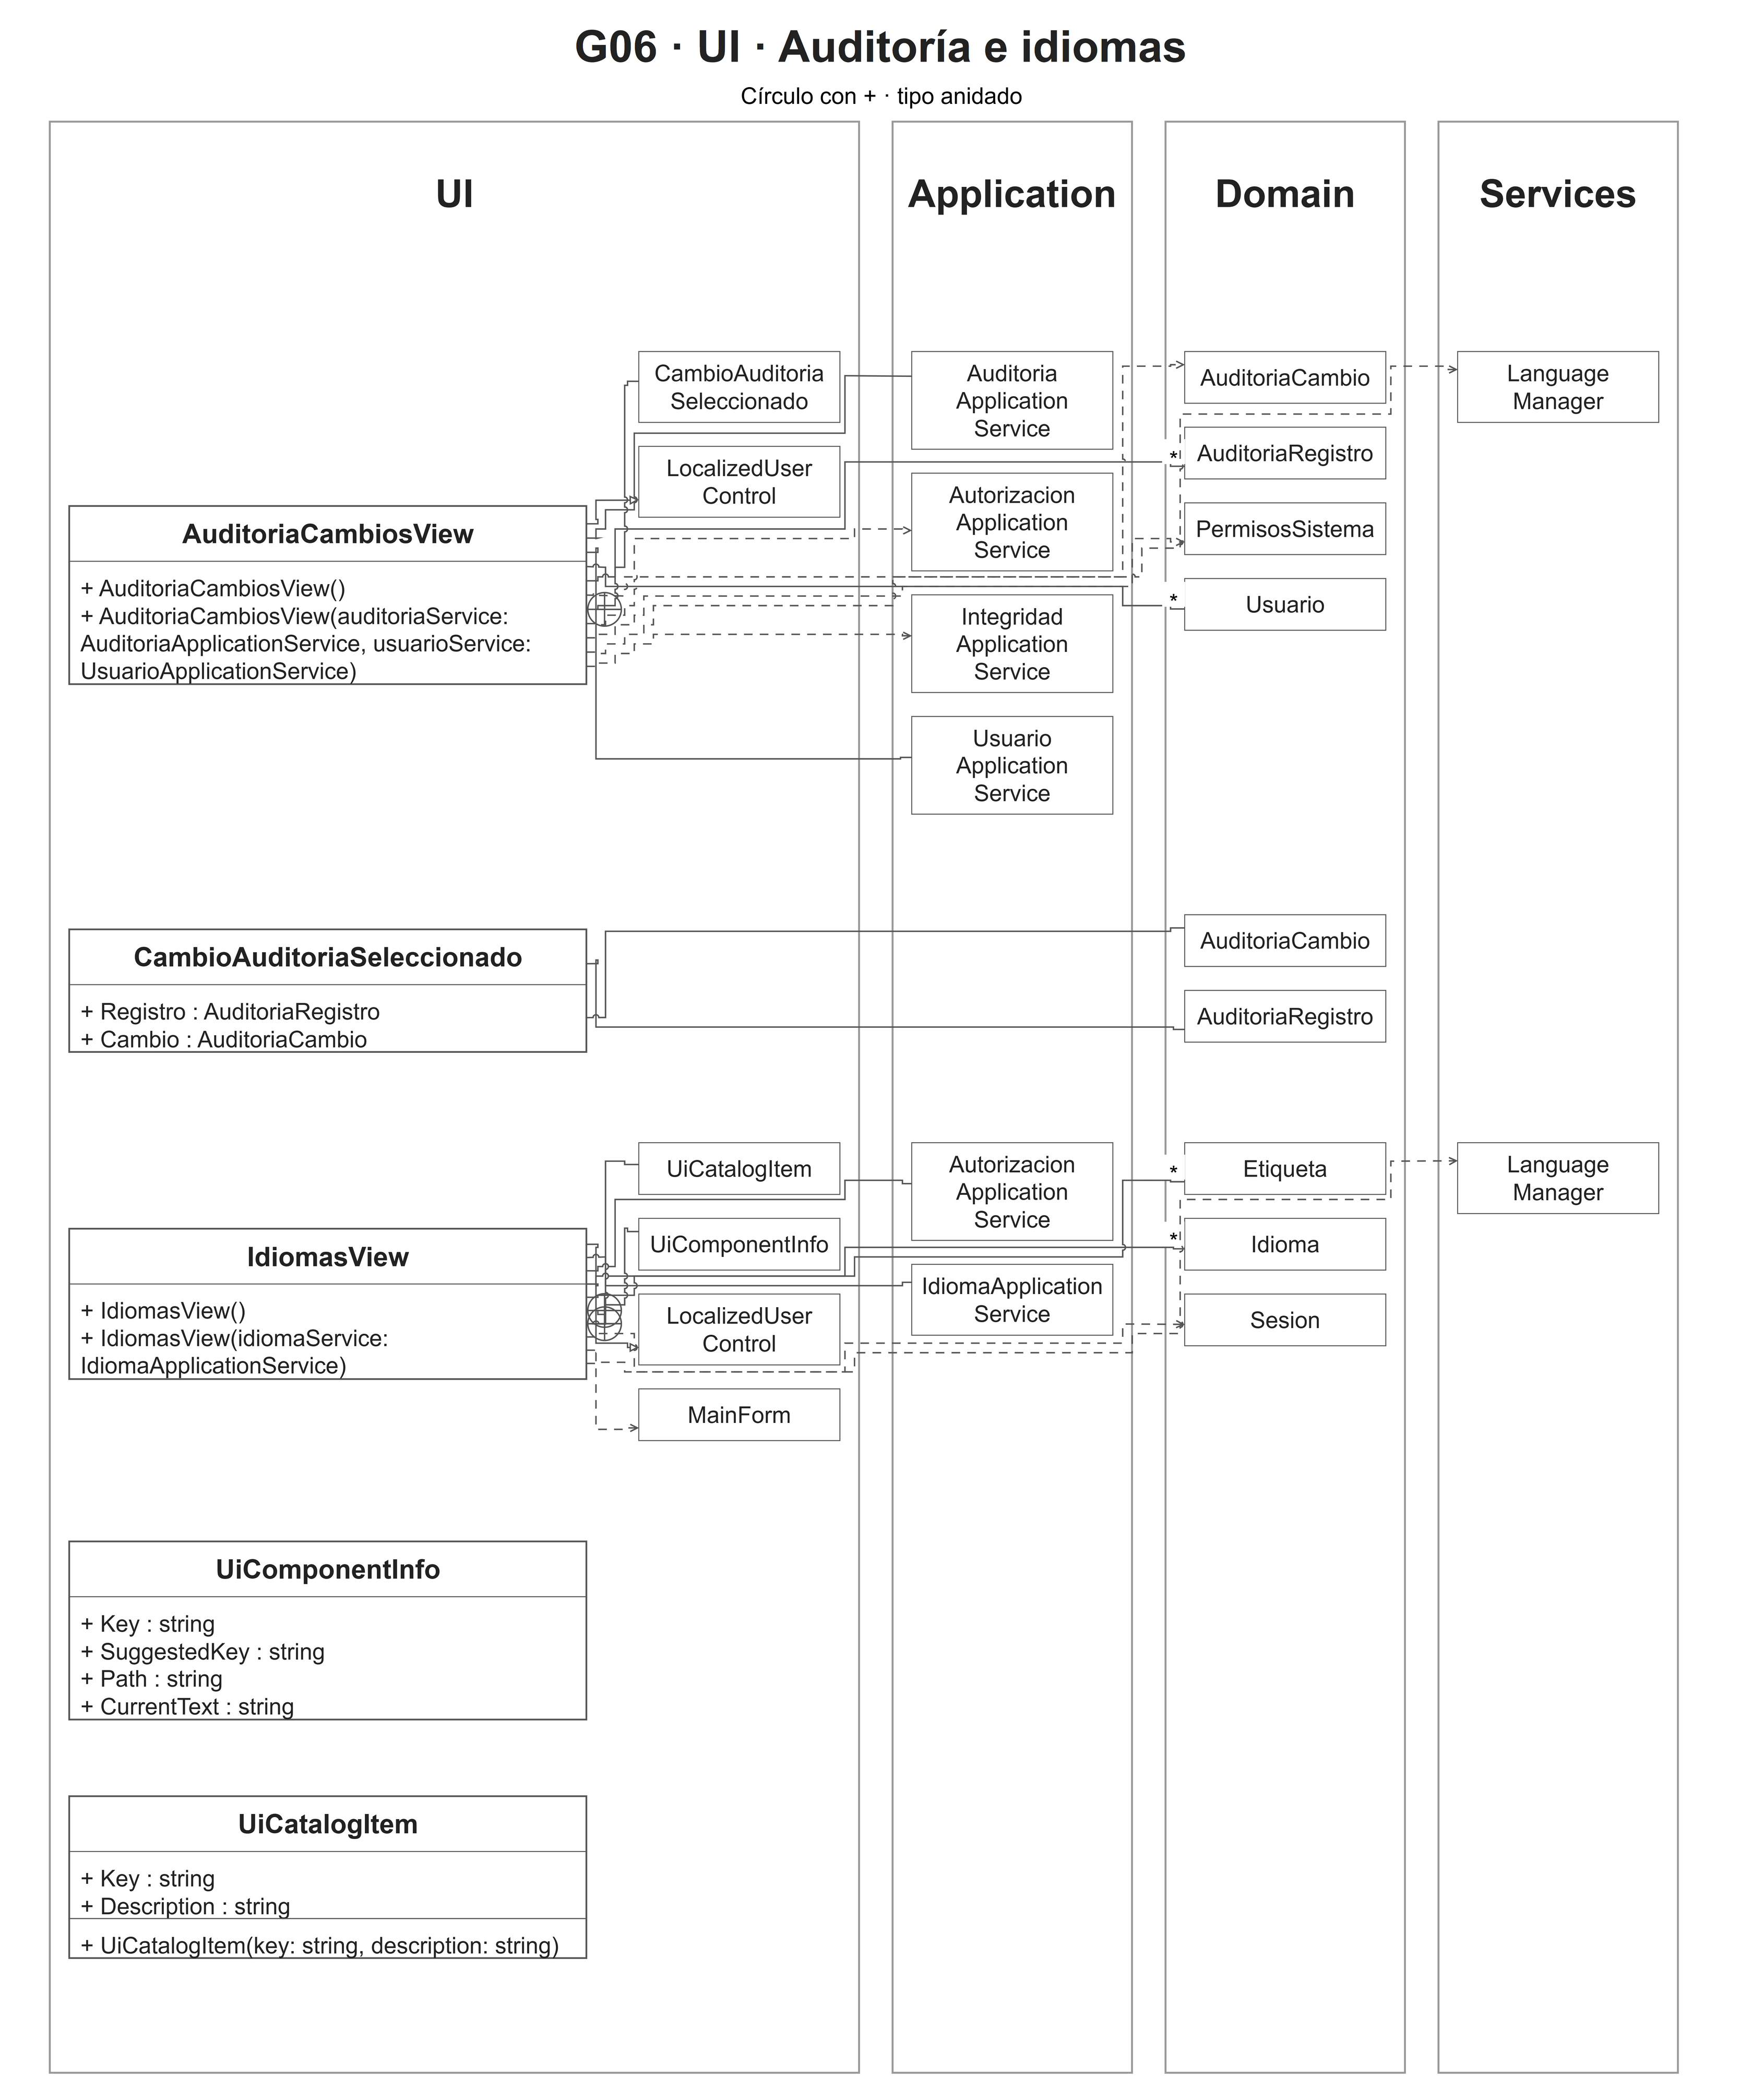 G06 · UI · Auditoría e idiomas
Círculo con + · tipo anidado
UI
Application
Domain
Services
CambioAuditoria
Seleccionado
LocalizedUser
Control
Auditoria
Application
Service
Autorizacion
Application
Service
Integridad
Application
Service
Usuario
Application
Service
AuditoriaCambio
*
AuditoriaRegistro
PermisosSistema
*
Usuario
Language
Manager
AuditoriaCambiosView
+ AuditoriaCambiosView()
+ AuditoriaCambiosView(auditoriaService:
AuditoriaApplicationService, usuarioService:
UsuarioApplicationService)
CambioAuditoriaSeleccionado
+ Registro : AuditoriaRegistro
+ Cambio : AuditoriaCambio
AuditoriaCambio
AuditoriaRegistro
UiCatalogItem
UiComponentInfo
LocalizedUser
Control
MainForm
Autorizacion
Application
Service
IdiomaApplication
Service
*
Etiqueta
*
Idioma
Sesion
Language
Manager
IdiomasView
+ IdiomasView()
+ IdiomasView(idiomaService:
IdiomaApplicationService)
UiComponentInfo
+ Key : string
+ SuggestedKey : string
+ Path : string
+ CurrentText : string
UiCatalogItem
+ Key : string
+ Description : string
+ UiCatalogItem(key: string, description: string)